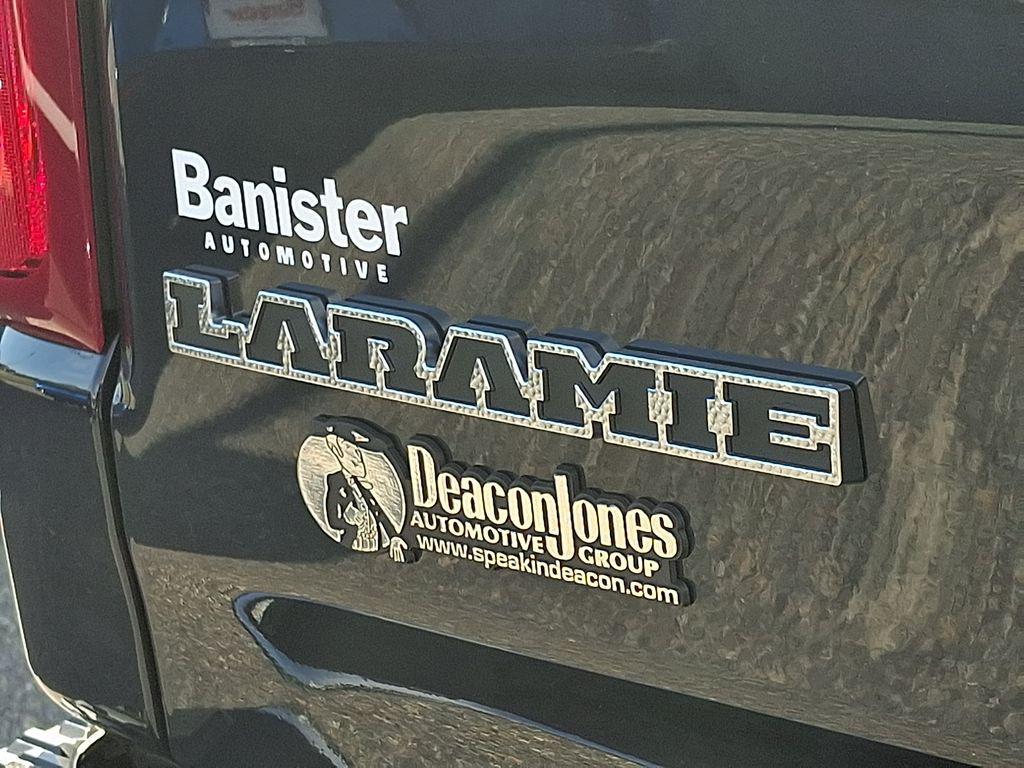 Banister
AUTOMOTIVE
LARAMIE
DeaconJones
AUTOMOTIVE GROUP
www.speakindeacon.com